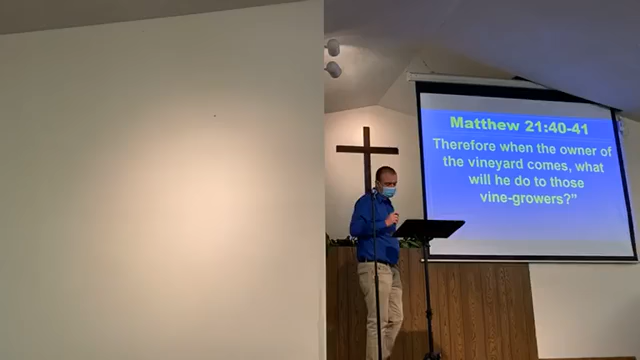 Matthew 21:40-41
Therefore when the owner of
the vineyard comes, what
will he do to those
vine-growers?”